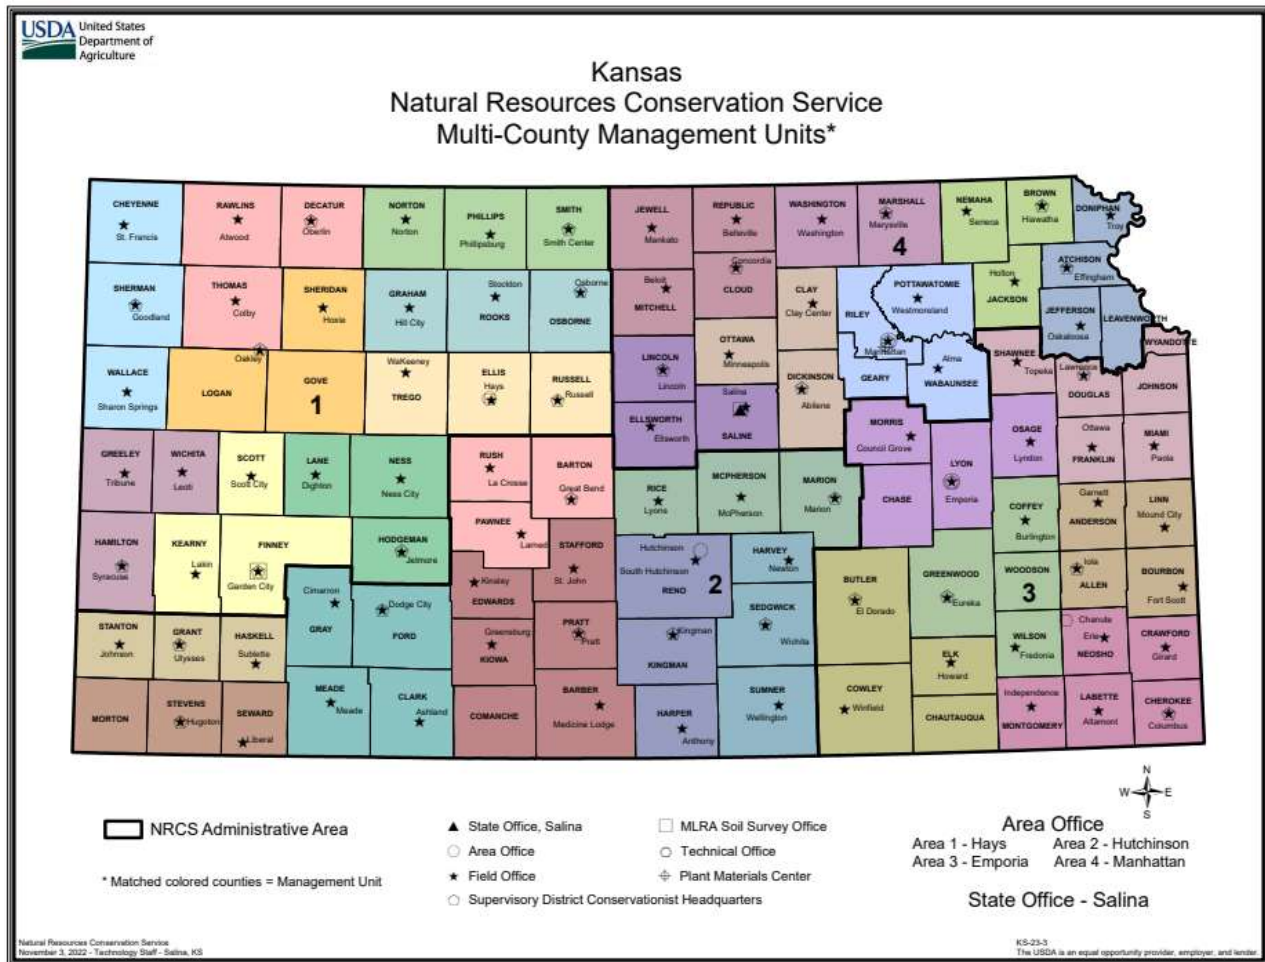 USDA
United States
Department of
Agriculture
Kansas
Natural Resources Conservation Service
Multi-County Management Units*
CHEYENNE
St. Francis
RAWLINS
Atwood
DECATUR
Oberlin
NORTON
Norton
PHILLIPS
Phillipsburg
SMITH
Smith Center
JEWELL
Mankato
REPUBLIC
Belleville
WASHINGTON
Washington
MARSHALL
Marysville
4
NEMAHA
Seneca
BROWN
Hiawatha
DONIPHAN
Troy
SHERMAN
Goodland
THOMAS
Colby
SHERIDAN
Hoxie
GRAHAM
Hill City
Stockton
ROOKS
Osborne
OSBORNE
Beloit
MITCHELL
Concordia
CLOUD
CLAY
Clay Center
RILEY
POTTAWATOMIE
Westmoreland
Holton
JACKSON
ATCHISON
Effingham
JEFFERSON
Oskaloosa
LEAVENWORTH
WYANDOTTE
WALLACE
Sharon Springs
Oakley
LOGAN
GOVE
1
WaKeeney
TREGO
ELLIS
Hays
RUSSELL
Russell
LINCOLN
Lincoln
OTTAWA
Minneapolis
DICKINSON
Abilene
Manhattan
GEARY
Alma
WABAUNSEE
SHAWNEE
Topeka
Lawrence
DOUGLAS
JOHNSON
GREELEY
Tribune
WICHITA
Leoti
SCOTT
Scott City
LANE
Dighton
NESS
Ness City
RUSH
La Crosse
BARTON
Great Bend
ELLSWORTH
Ellsworth
Salina
SALINE
MORRIS
Council Grove
LYON
Emporia
OSAGE
Lyndon
Ottawa
FRANKLIN
MIAMI
Paola
RICE
Lyons
MCPHERSON
McPherson
MARION
Marion
CHASE
COFFEY
Burlington
Garnett
ANDERSON
LINN
Mound City
HAMILTON
Syracuse
KEARNY
Lakin
FINNEY
Garden City
HODGEMAN
Jetmore
PAWNEE
Larned
STAFFORD
St. John
Hutchinson
South Hutchinson
RENO
2
HARVEY
Newton
BUTLER
El Dorado
GREENWOOD
Eureka
WOODSON
3
Iola
ALLEN
BOURBON
Fort Scott
Cimarron
GRAY
Dodge City
FORD
Kinsley
EDWARDS
SEDGWICK
Wichita
STANTON
Johnson
GRANT
Ulysses
HASKELL
Sublette
Greensburg
KIOWA
PRATT
Pratt
Kingman
KINGMAN
ELK
Howard
WILSON
Fredonia
Chanute
Erie
NEOSHO
CRAWFORD
Girard
MORTON
STEVENS
Hugoton
SEWARD
Liberal
MEADE
Meade
CLARK
Ashland
COMANCHE
BARBER
Medicine Lodge
HARPER
Anthony
SUMNER
Wellington
COWLEY
Winfield
CHAUTAUQUA
Independence
MONTGOMERY
LABETTE
Altamont
CHEROKEE
Columbus
N
W E
S
NRCS Administrative Area
* Matched colored counties = Management Unit
State Office, Salina
Area Office
Field Office
Supervisory District Conservationist Headquarters
MLRA Soil Survey Office
Technical Office
Plant Materials Center
Area Office
Area 1 - Hays Area 2 - Hutchinson
Area 3 - Emporia Area 4 - Manhattan
State Office - Salina
Natural Resources Conservation Service
November 3, 2022 - Technology Staff - Salina, KS
KS-23-3
The USDA is an equal opportunity provider, employer, and lender.